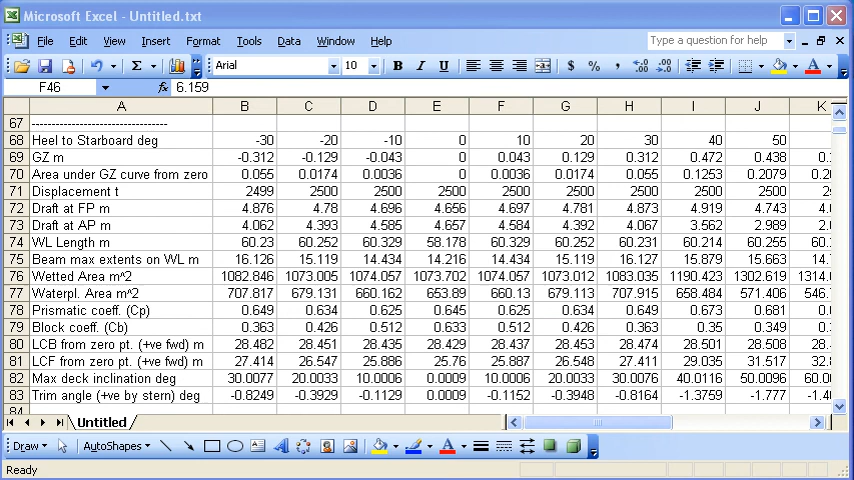 Microsoft Excel - Untitled.txt
File Edit View Insert Format Tools Data Window Help Type a question for help
Arial 10 B I U $ % ,
F46 fx 6.159
A B C D E F G H I J K
67 ----------------------------------
68 Heel to Starboard deg -30 -20 -10 0 10 20 30 40 50
69 GZ m -0.312 -0.129 -0.043 0 0.043 0.129 0.312 0.472 0.438
70 Area under GZ curve from zero 0.055 0.0174 0.0036 0 0.0036 0.0174 0.055 0.1253 0.2079
71 Displacement t 2499 2500 2500 2500 2500 2500 2500 2500 2500
72 Draft at FP m 4.876 4.78 4.696 4.656 4.697 4.781 4.873 4.919 4.743
73 Draft at AP m 4.062 4.393 4.585 4.657 4.584 4.392 4.067 3.562 2.989
74 WL Length m 60.23 60.252 60.329 58.178 60.329 60.252 60.231 60.214 60.255
75 Beam max extents on WL m 16.126 15.119 14.434 14.216 14.434 15.119 16.127 15.879 15.663
76 Wetted Area m^2 1082.846 1073.005 1074.057 1073.702 1074.057 1073.012 1083.035 1190.423 1302.619
77 Waterpl. Area m^2 707.817 679.131 660.162 653.89 660.13 679.113 707.915 658.484 571.406
78 Prismatic coeff. (Cp) 0.649 0.634 0.625 0.645 0.625 0.634 0.649 0.673 0.681
79 Block coeff. (Cb) 0.363 0.426 0.512 0.633 0.512 0.426 0.363 0.35 0.349
80 LCB from zero pt. (+ve fwd) m 28.482 28.451 28.435 28.429 28.437 28.453 28.474 28.501 28.508
81 LCF from zero pt. (+ve fwd) m 27.414 26.547 25.886 25.76 25.887 26.548 27.411 29.035 31.517
82 Max deck inclination deg 30.0077 20.0033 10.0006 0.0009 10.0006 20.0033 30.0076 40.0116 50.0096
83 Trim angle (+ve by stern) deg -0.8249 -0.3929 -0.1129 0.0009 -0.1152 -0.3948 -0.8164 -1.3759 -1.777
84
Untitled
Draw AutoShapes
Ready